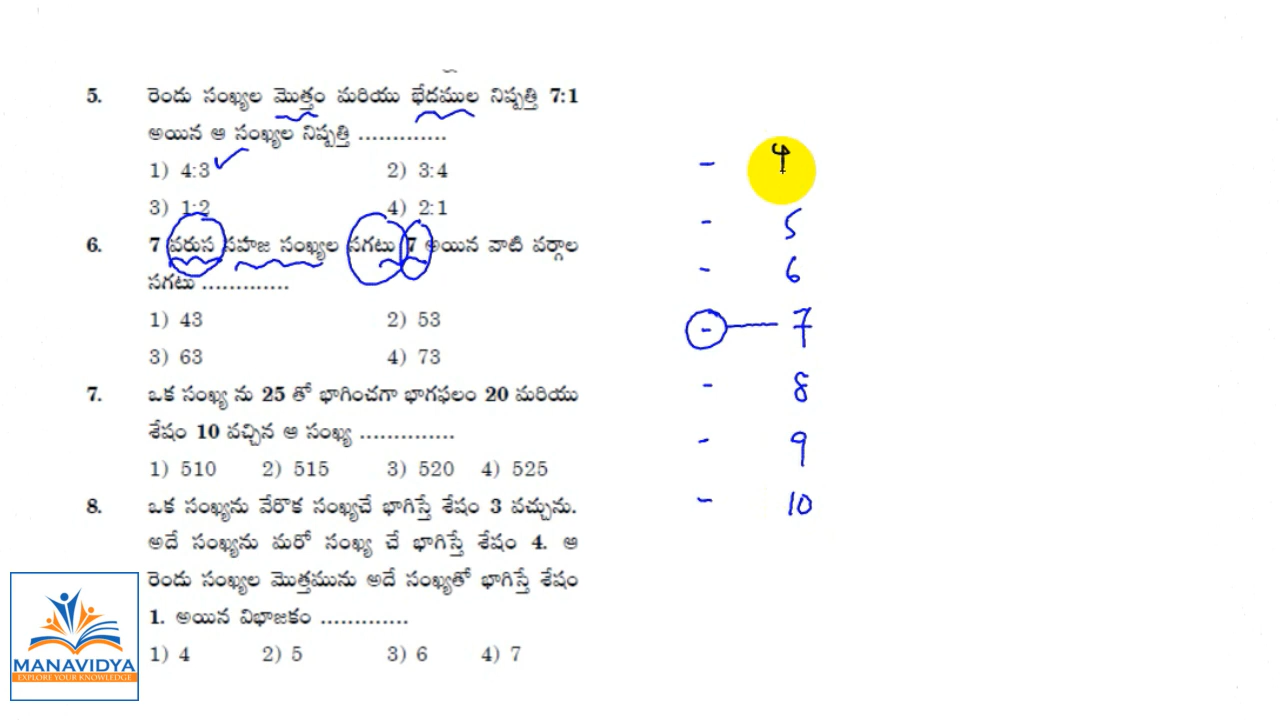 5. రెండు సంఖ్యల మొత్తం మరియు భేదముల నిష్పత్తి 7:1
అయిన ఆ సంఖ్యల నిష్పత్తి .............
1) 4:3 2) 3:4
3) 1:2 4) 2:1
6. 7 వరుస సహజ సంఖ్యల సగటు 7 అయిన వాటి వర్గాల
సగటు .............
1) 43 2) 53
3) 63 4) 73
7. ఒక సంఖ్య ను 25 తో భాగించగా భాగఫలం 20 మరియు
శేషం 10 వచ్చిన ఆ సంఖ్య ..............
1) 510 2) 515 3) 520 4) 525
8. ఒక సంఖ్యను వేరొక సంఖ్యచే భాగిస్తే శేషం 3 వచ్చును.
అదే సంఖ్యను మరో సంఖ్య చే భాగిస్తే శేషం 4. ఆ
రెండు సంఖ్యల మొత్తమును అదే సంఖ్యతో భాగిస్తే శేషం
1. అయిన విభాజకం .............
1) 4 2) 5 3) 6 4) 7
- 4
- 5
- 6
- 7
- 8
- 9
- 10
MANAVIDYA
EXPLORE YOUR KNOWLEDGE